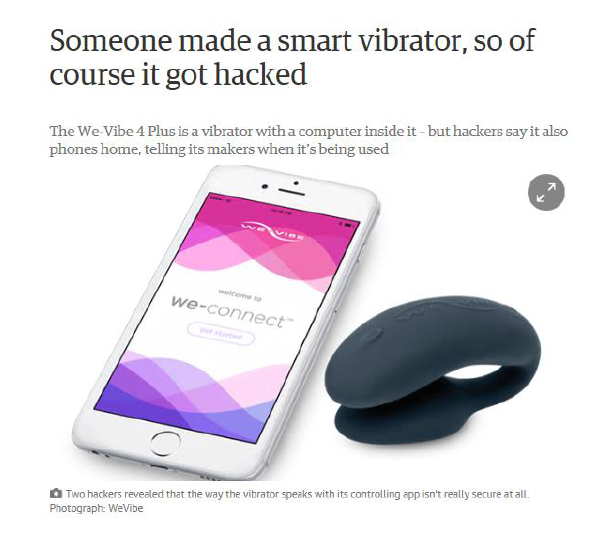 Someone made a smart vibrator, so of
course it got hacked
The We-Vibe 4 Plus is a vibrator with a computer inside it - but hackers say it also
phones home, telling its makers when it's being used
WE VIBE
welcome to
we-connect™
get started
Two hackers revealed that the way the vibrator speaks with its controlling app isn't really secure at all.
Photograph: WeVibe